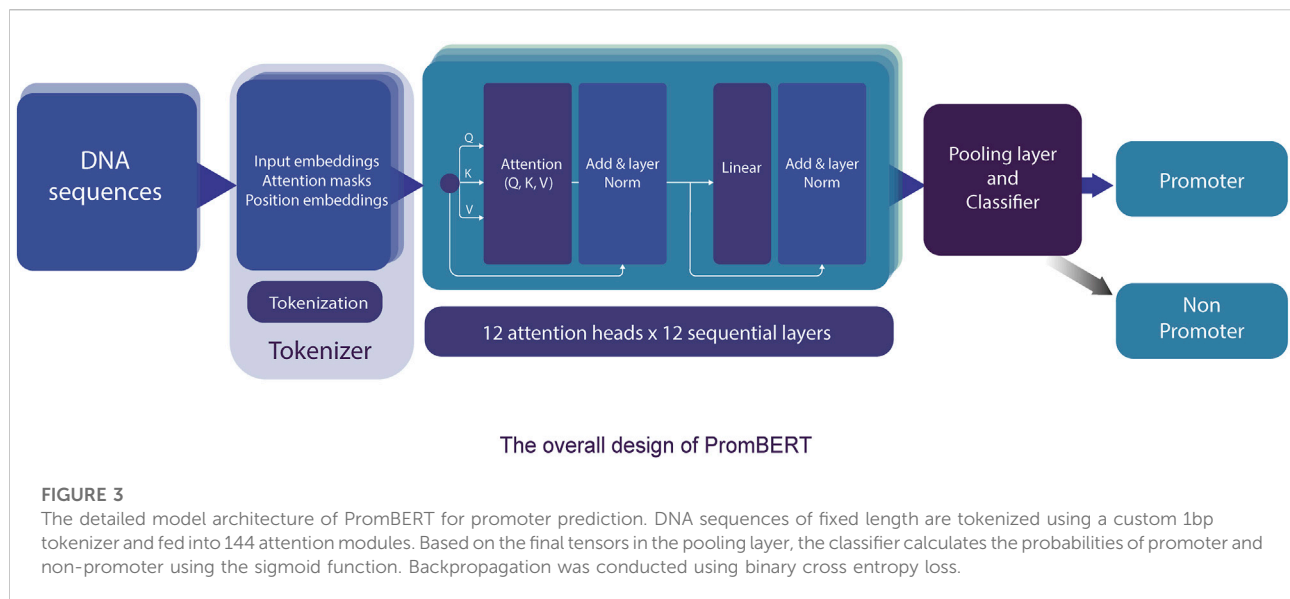 DNA
sequences
Input embeddings
Attention masks
Position embeddings
Tokenization
Tokenizer
Q
K
V
Attention
(Q, K, V)
Add & layer
Norm
Linear
Add & layer
Norm
12 attention heads x 12 sequential layers
Pooling layer
and
Classifier
Promoter
Non
Promoter
The overall design of PromBERT
FIGURE 3
The detailed model architecture of PromBERT for promoter prediction. DNA sequences of fixed length are tokenized using a custom 1bp
tokenizer and fed into 144 attention modules. Based on the final tensors in the pooling layer, the classifier calculates the probabilities of promoter and
non-promoter using the sigmoid function. Backpropagation was conducted using binary cross entropy loss.